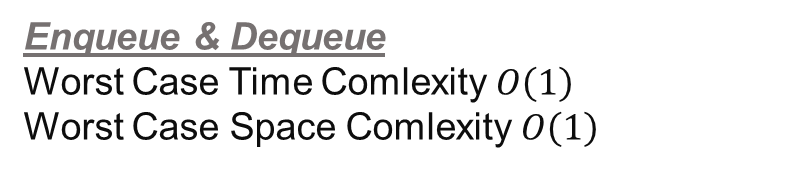 Enqueue & Dequeue
Worst Case Time Comlexity O(1)
Worst Case Space Comlexity O(1)